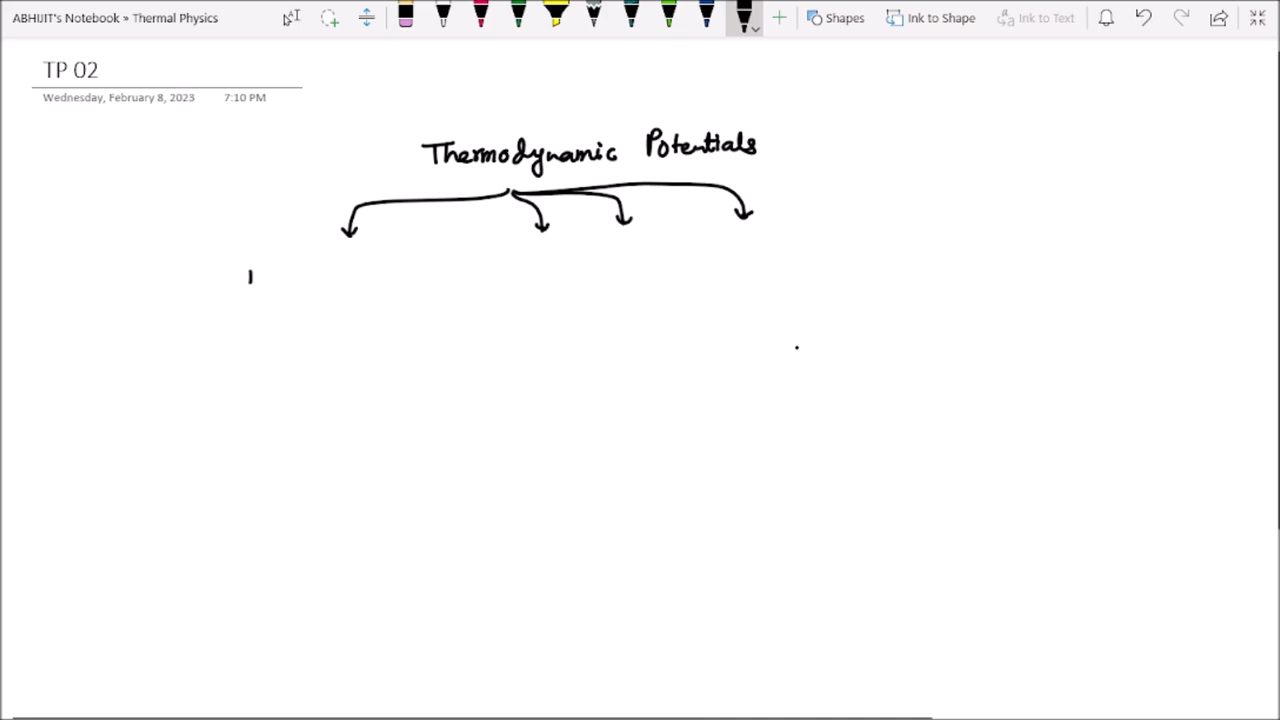 ABHIJIT's Notebook » Thermal Physics
Shapes
Ink to Shape
Ink to Text
TP 02
Wednesday, February 8, 2023 7:10 PM
Thermodynamic Potentials